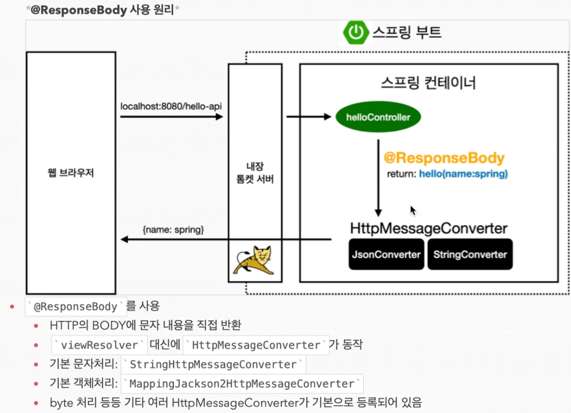 *@ResponseBody 사용 원리*
스프링 부트
스프링 컨테이너
localhost:8080/hello-api
helloController
웹 브라우저
내장
톰켓 서버
@ResponseBody
return: hello(name:spring)
{name: spring}
HttpMessageConverter
JsonConverter StringConverter
`@ResponseBody`를 사용
HTTP의 BODY에 문자 내용을 직접 반환
`viewResolver` 대신에 `HttpMessageConverter`가 동작
기본 문자처리: `StringHttpMessageConverter`
기본 객체처리: `MappingJackson2HttpMessageConverter`
byte 처리 등등 기타 여러 HttpMessageConverter가 기본으로 등록되어 있음